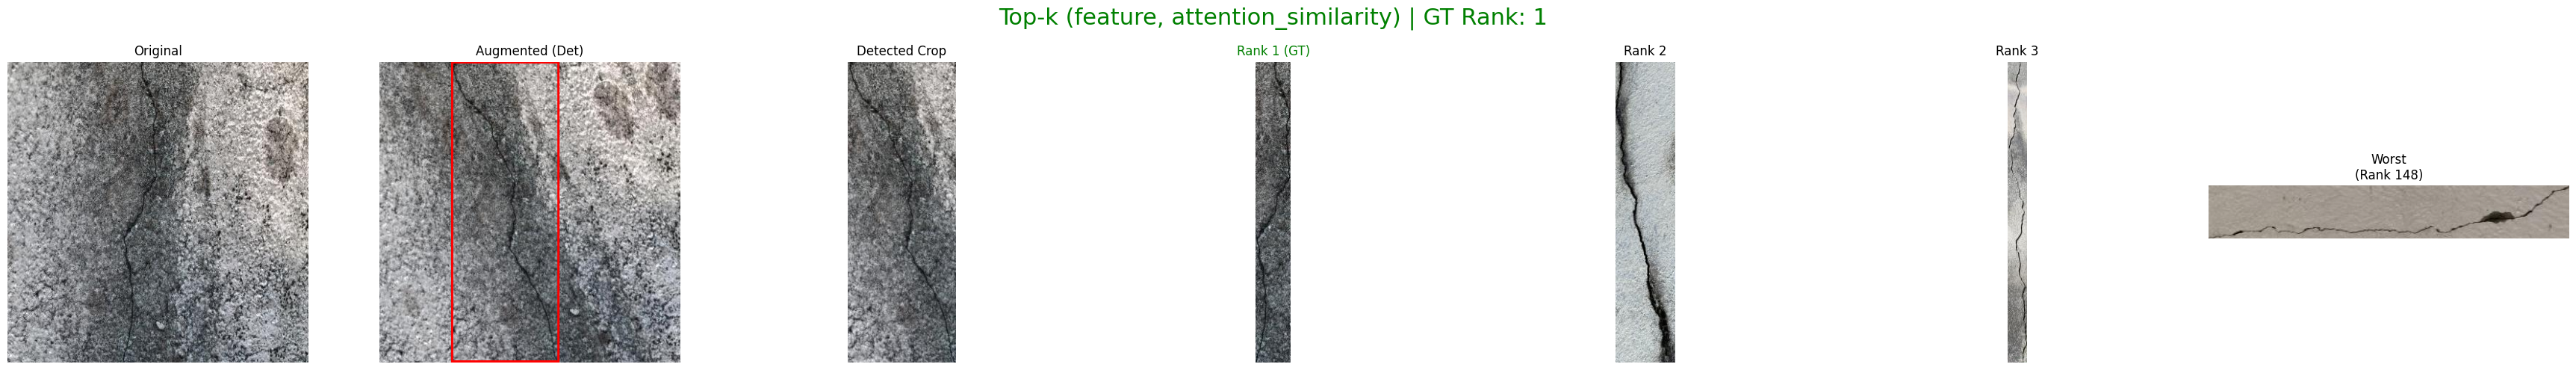 Top-k (feature, attention_similarity) | GT Rank: 1
Original
Augmented (Det)
Detected Crop
Rank 1 (GT)
Rank 2
Rank 3
Worst
(Rank 148)